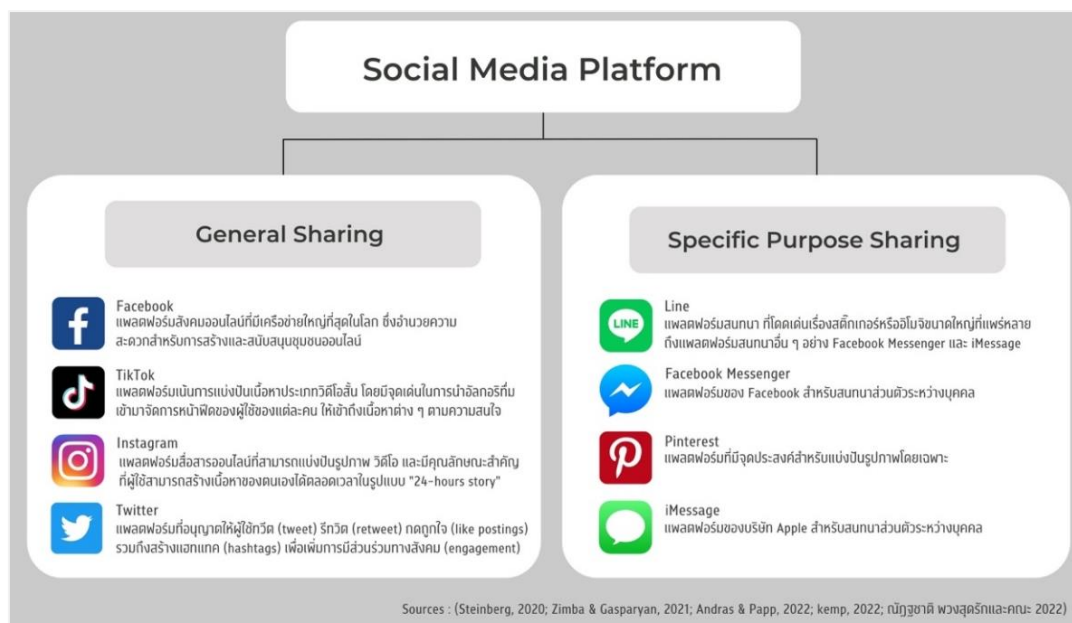 Social Media Platform
General Sharing
Facebook
แพลตฟอร์มสังคมออนไลน์ที่มีเครือข่ายใหญ่ที่สุดในโลก ซึ่งอำนวยความ
สะดวกสำหรับการสร้างและสนับสนุนชุมชนออนไลน์
TikTok
แพลตฟอร์มเน้นการแบ่งปันเนื้อหาประเภทวิดีโอสั้น โดยมีจุดเด่นในการนำอัลกอริทึ่ม
เข้ามาจัดการหน้าฟีดของผู้ใช้ของแต่ละคน ให้เข้าถึงเนื้อหาต่าง ๆ ตามความสนใจ
Instagram
แพลตฟอร์มสื่อสารออนไลน์ที่สามารถแบ่งปันรูปภาพ วิดีโอ และมีคุณลักษณะสำคัญ
ที่ผู้ใช้สามารถสร้างเนื้อหาของตนเองได้ตลอดเวลาในรูปแบบ "24-hours story"
Twitter
แพลตฟอร์มที่อนุญาตให้ผู้ใช้ทวีต (tweet) รีทวิต (retweet) กดถูกใจ (like postings)
รวมถึงสร้างแฮทแทค (hashtags) เพื่อเพิ่มการมีส่วนร่วมทางสังคม (engagement)
Specific Purpose Sharing
LINE
Line
แพลตฟอร์มสนทนา ที่โดดเด่นเรื่องสติ๊กเกอร์หรืออิโมจิขนาดใหญ่ที่แพร่หลาย
ถึงแพลตฟอร์มสนทนาอื่น ๆ อย่าง Facebook Messenger และ iMessage
Facebook Messenger
แพลตฟอร์มของ Facebook สำหรับสนทนาส่วนตัวระหว่างบุคคล
Pinterest
แพลตฟอร์มที่มีจุดประสงค์สำหรับแบ่งปันรูปภาพโดยเฉพาะ
iMessage
แพลตฟอร์มของบริษัท Apple สำหรับสนทนาส่วนตัวระหว่างบุคคล
Sources : (Steinberg, 2020; Zimba & Gasparyan, 2021; Andras & Papp, 2022; kemp, 2022; ณัฏฐชาติ พวงสุดรักและคณะ 2022)